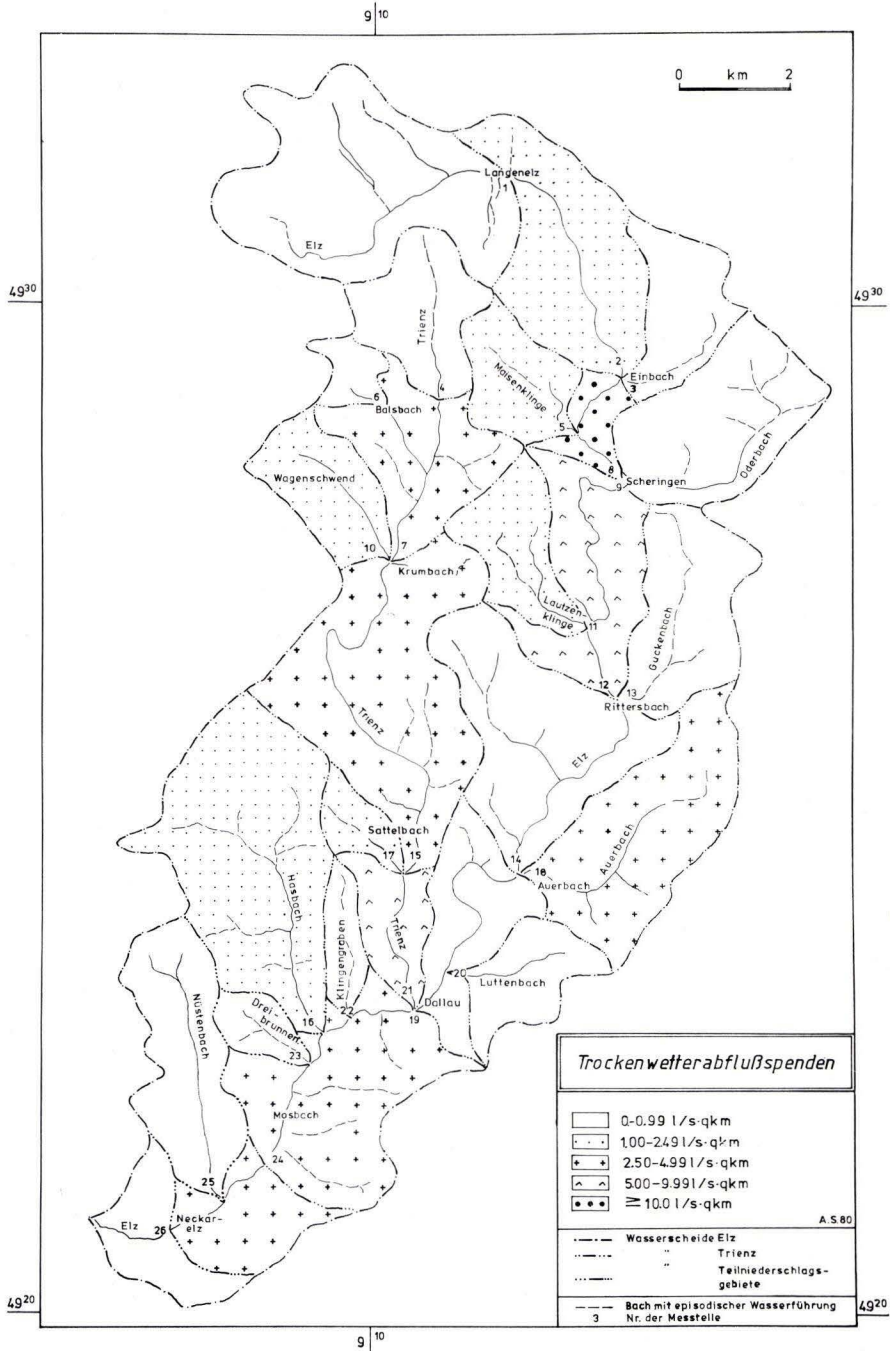 9 10
0 km 2
Langenelz
1
Elz
49 30
49 30
Trienz
2
Einbach
3
Maisenklinge
4
6
Balsbach
5
Oderbach
8
Scheringen
9
Wagenschwend
10
7
Krumbach
Lautzen-
klinge
11
Guckenbach
12
13
Rittersbach
Trienz
Elz
Sattelbach
17
15
14
18
Auerbach
Auerbach
Hasbach
Klingengraben
Trienz
20
Luttenbach
21
Dallau
19
22
16
Drei-
brunnen
23
Nüstenbach
Mosbach
24
25
Neckar-
elz
26
Elz
Trockenwetterabflußspenden
0-0.99 l/s·qkm
1.00-2.49 l/s·qkm
2.50-4.99 l/s·qkm
5.00-9.99 l/s·qkm
≥ 10.0 l/s·qkm
A.S.80
Wasserscheide Elz
" Trienz
" Teilniederschlags-
gebiete
Bach mit episodischer Wasserführung
3 Nr. der Messtelle
49 20
49 20
9 10